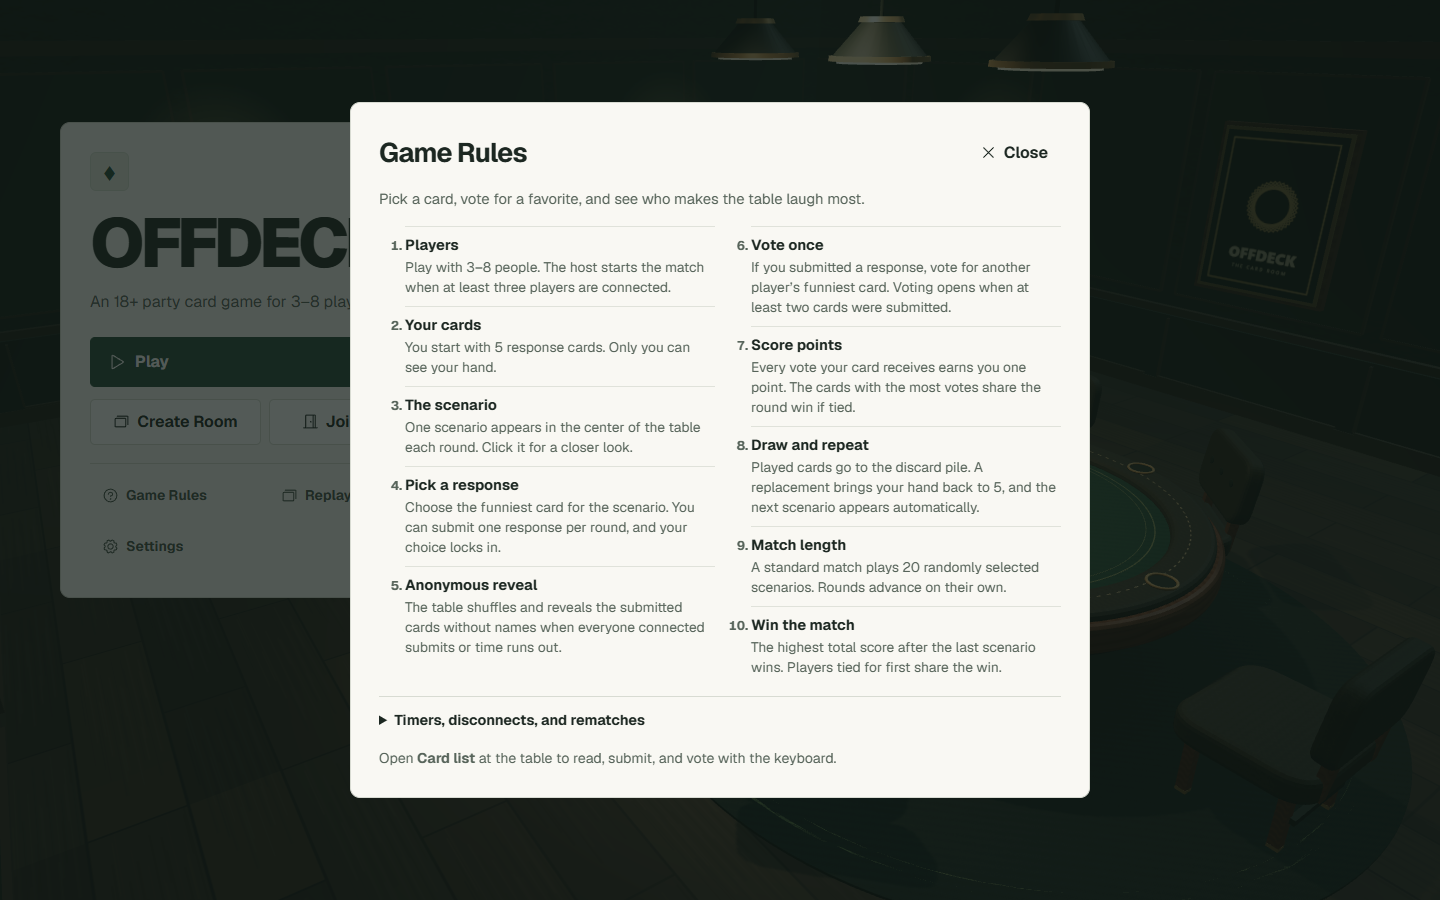 Game Rules
Close
Pick a card, vote for a favorite, and see who makes the table laugh most.
1. Players
Play with 3–8 people. The host starts the match
when at least three players are connected.
2. Your cards
You start with 5 response cards. Only you can
see your hand.
3. The scenario
One scenario appears in the center of the table
each round. Click it for a closer look.
4. Pick a response
Choose the funniest card for the scenario. You
can submit one response per round, and your
choice locks in.
5. Anonymous reveal
The table shuffles and reveals the submitted
cards without names when everyone connected
submits or time runs out.
6. Vote once
If you submitted a response, vote for another
player's funniest card. Voting opens when at
least two cards were submitted.
7. Score points
Every vote your card receives earns you one
point. The cards with the most votes share the
round win if tied.
8. Draw and repeat
Played cards go to the discard pile. A
replacement brings your hand back to 5, and the
next scenario appears automatically.
9. Match length
A standard match plays 20 randomly selected
scenarios. Rounds advance on their own.
10. Win the match
The highest total score after the last scenario
wins. Players tied for first share the win.
Timers, disconnects, and rematches
Open Card list at the table to read, submit, and vote with the keyboard.
OFFDEC
An 18+ party card game for 3–8 play
Play
Create Room
Joi
Game Rules
Replay
Settings
OFFDECK
THE CARD ROOM